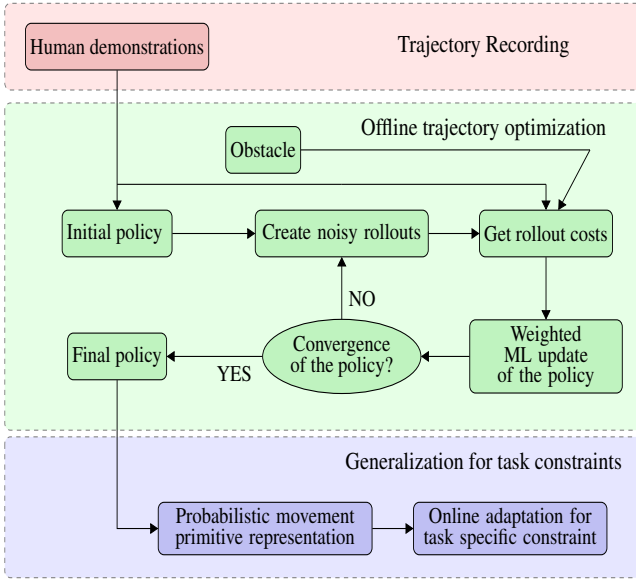 Human demonstrations
Trajectory Recording
Offline trajectory optimization
Obstacle
Initial policy
Create noisy rollouts
Get rollout costs
NO
Final policy
YES
Convergence
of the policy?
Weighted
ML update
of the policy
Generalization for task constraints
Probabilistic movement
primitive representation
Online adaptation for
task specific constraint